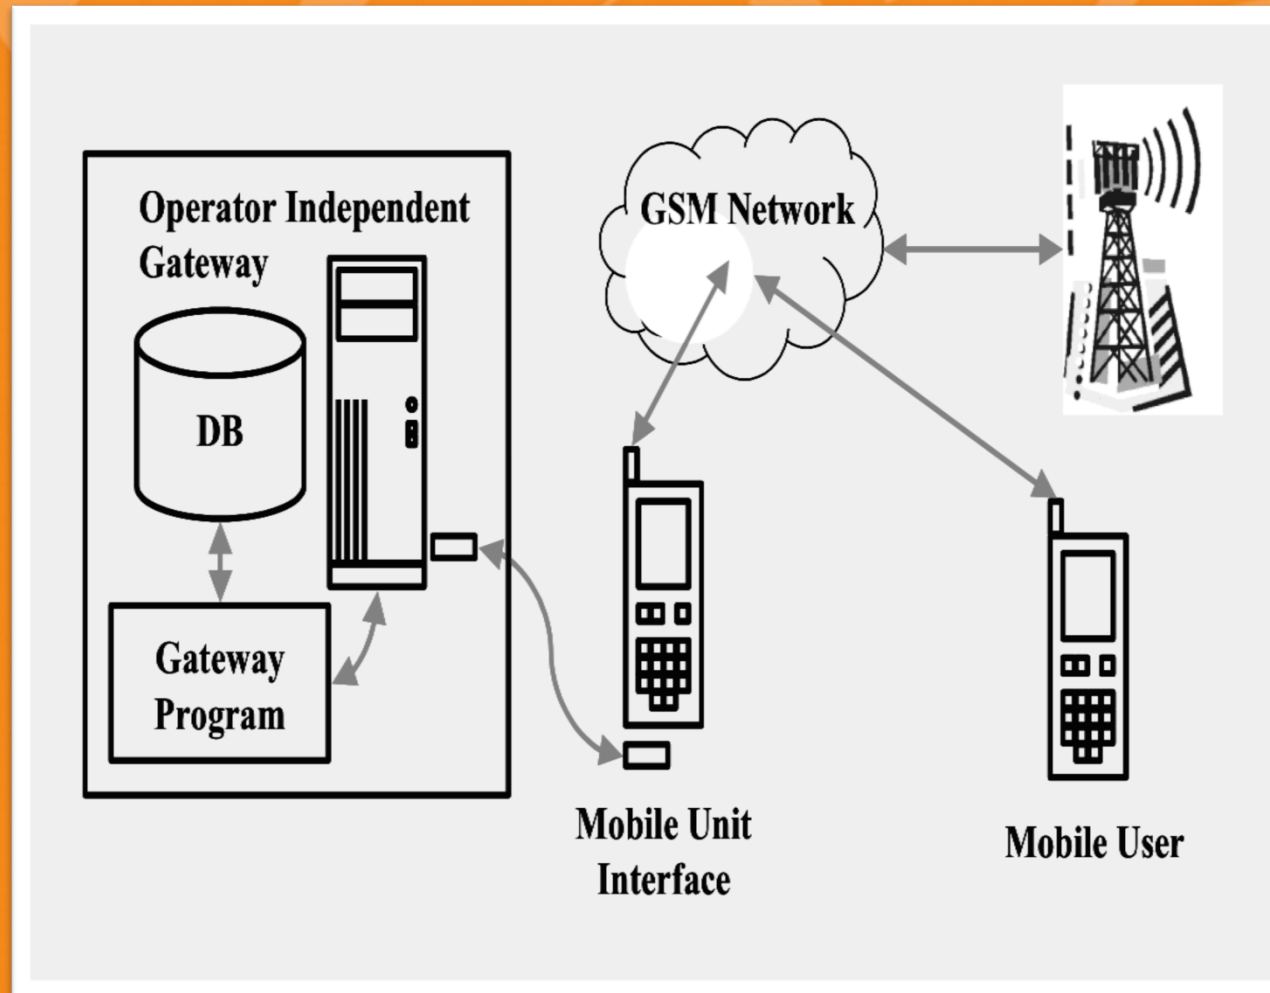 Operator Independent
Gateway
DB
Gateway
Program
GSM Network
Mobile Unit
Interface
Mobile User